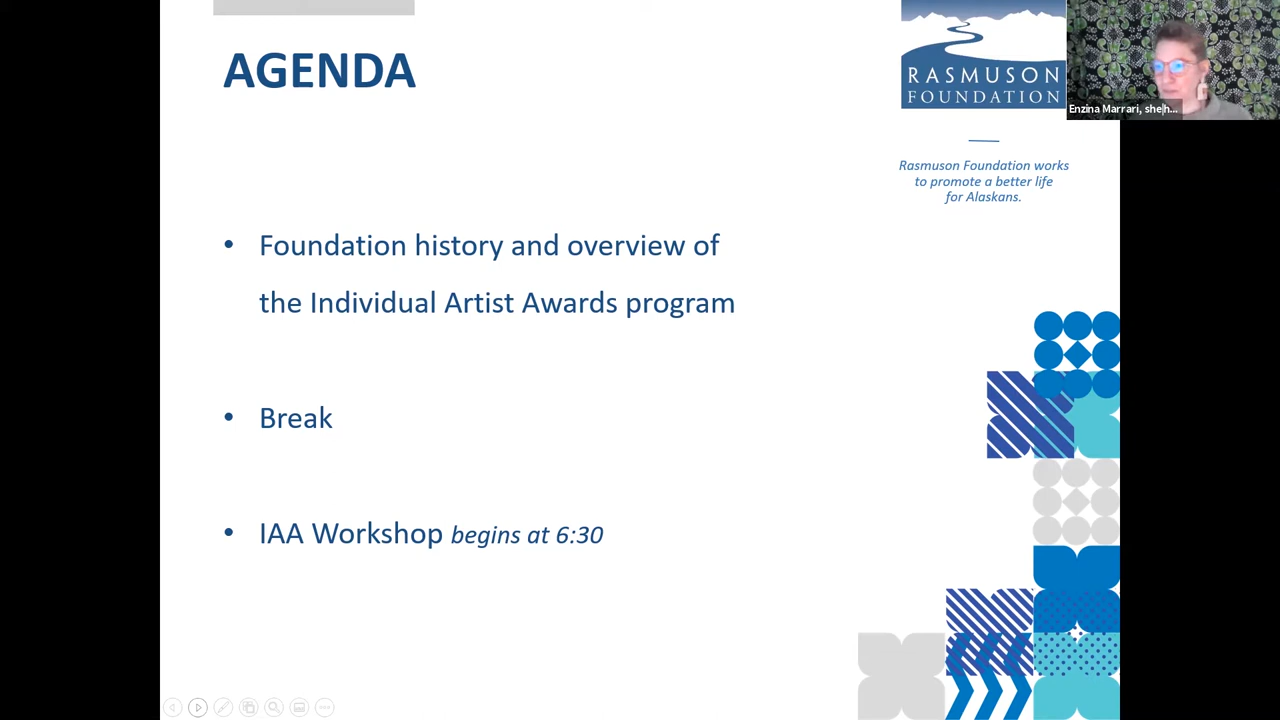 AGENDA
RASMUSON
FOUNDATION
Enzina Marrari, she/h...
Rasmuson Foundation works
to promote a better life
for Alaskans.
• Foundation history and overview of
the Individual Artist Awards program
• Break
• IAA Workshop begins at 6:30